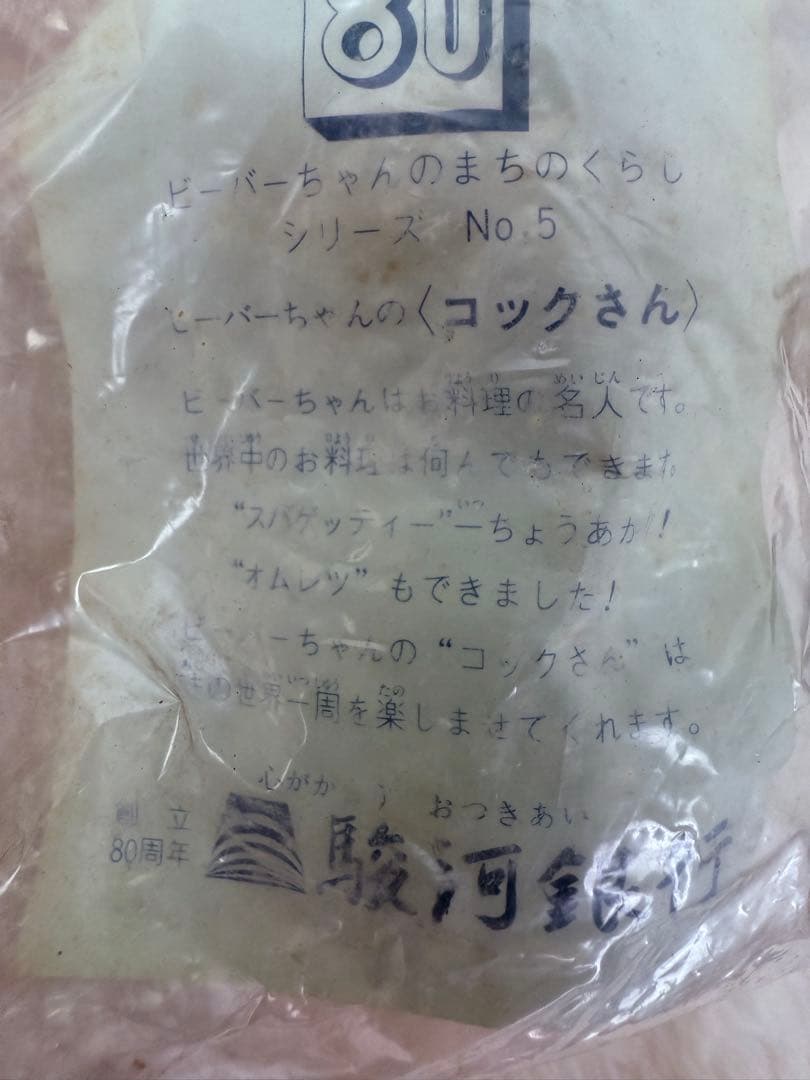 80
ビーバーちゃんのまちのくらし
シリーズ No.5
ビーバーちゃんの〈コックさん〉
ビーバーちゃんはお料理の名人です。
世界中のお料理は何んでもできます
“スパゲッティー”一ちょうあがり!
“オムレツ”もできました!
ビーバーちゃんの“コックさん”は
の世界一周を楽しませてくれます。
心がか おつきあい
創立
80周年
駿河銀行